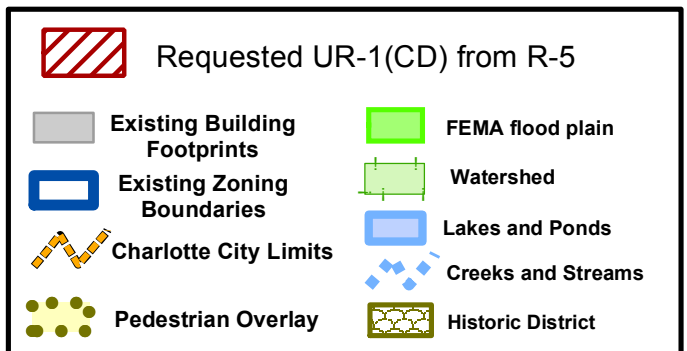 Requested UR-1(CD) from R-5
Existing Building
Footprints
Existing Zoning
Boundaries
Charlotte City Limits
Pedestrian Overlay
FEMA flood plain
Watershed
Lakes and Ponds
Creeks and Streams
Historic District